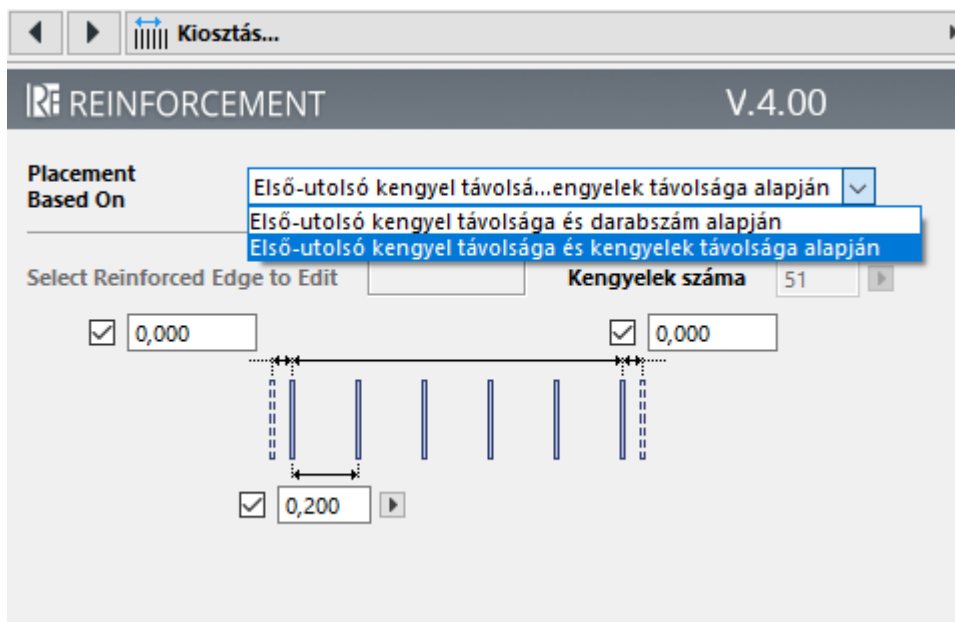 Kiosztás...
REINFORCEMENT V.4.00
Placement
Based On
Első-utolsó kengyel távolsá...engyelek távolsága alapján
Első-utolsó kengyel távolsága és darabszám alapján
Első-utolsó kengyel távolsága és kengyelek távolsága alapján
Select Reinforced Edge to Edit Kengyelek száma 51
0,000 0,000
0,200